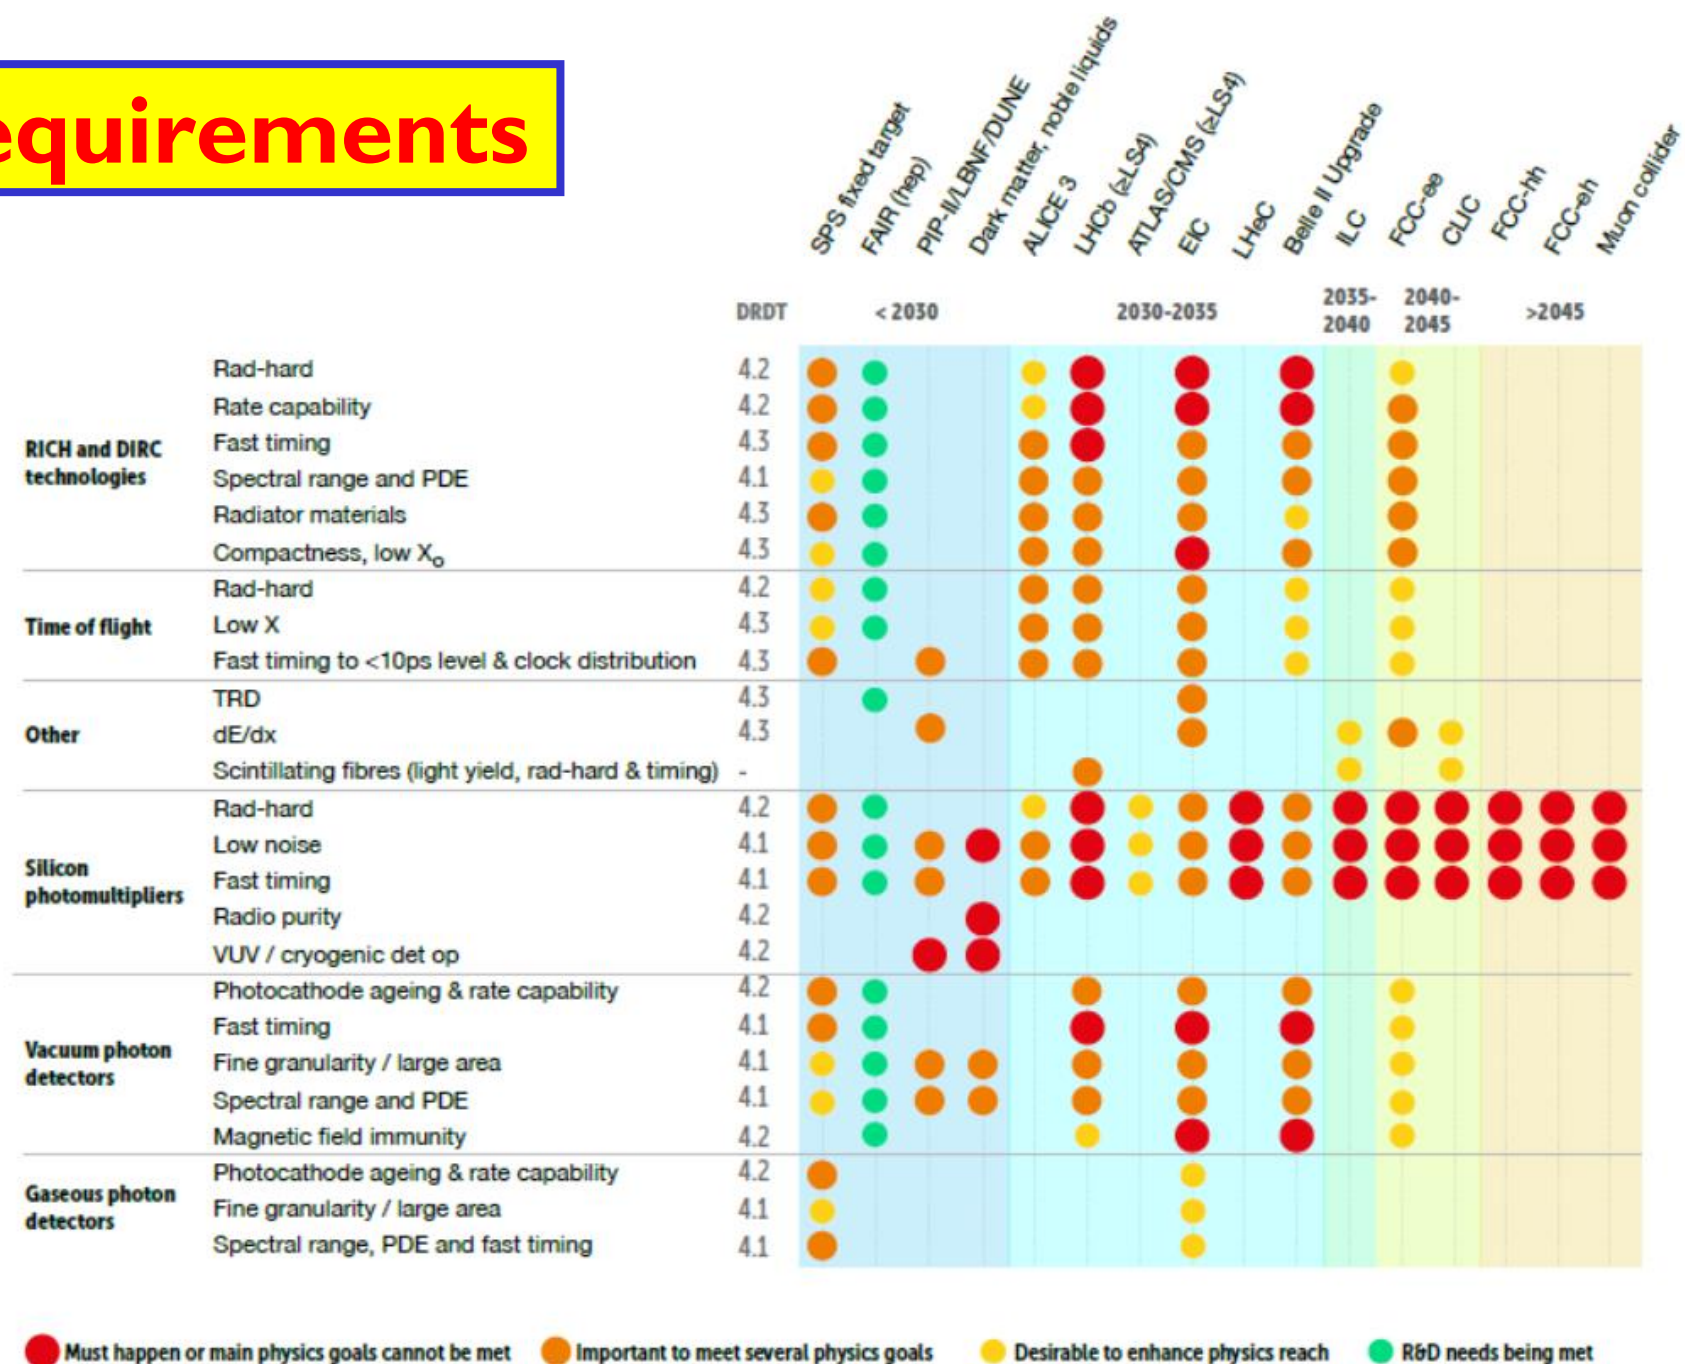 equirements
SPS fixed target
FAIR (hep)
PIP-II/LBNF/DUNE
Dark matter, noble liquids
ALICE 3
LHCb (≥LS4)
ATLAS/CMS (≥LS4)
EIC
LHeC
Belle II Upgrade
ILC
FCC-ee
CLIC
FCC-hh
FCC-eh
Muon collider
DRDT < 2030 2030-2035 2035-2040 2040-2045 >2045
RICH and DIRC technologies
Rad-hard 4.2
Rate capability 4.2
Fast timing 4.3
Spectral range and PDE 4.1
Radiator materials 4.3
Compactness, low Xo 4.3
Time of flight
Rad-hard 4.2
Low X 4.3
Fast timing to <10ps level & clock distribution 4.3
Other
TRD 4.3
dE/dx 4.3
Scintillating fibres (light yield, rad-hard & timing) -
Silicon photomultipliers
Rad-hard 4.2
Low noise 4.1
Fast timing 4.1
Radio purity 4.2
VUV / cryogenic det op 4.2
Vacuum photon detectors
Photocathode ageing & rate capability 4.2
Fast timing 4.1
Fine granularity / large area 4.1
Spectral range and PDE 4.1
Magnetic field immunity 4.2
Gaseous photon detectors
Photocathode ageing & rate capability 4.2
Fine granularity / large area 4.1
Spectral range, PDE and fast timing 4.1
Must happen or main physics goals cannot be met
Important to meet several physics goals
Desirable to enhance physics reach
R&D needs being met